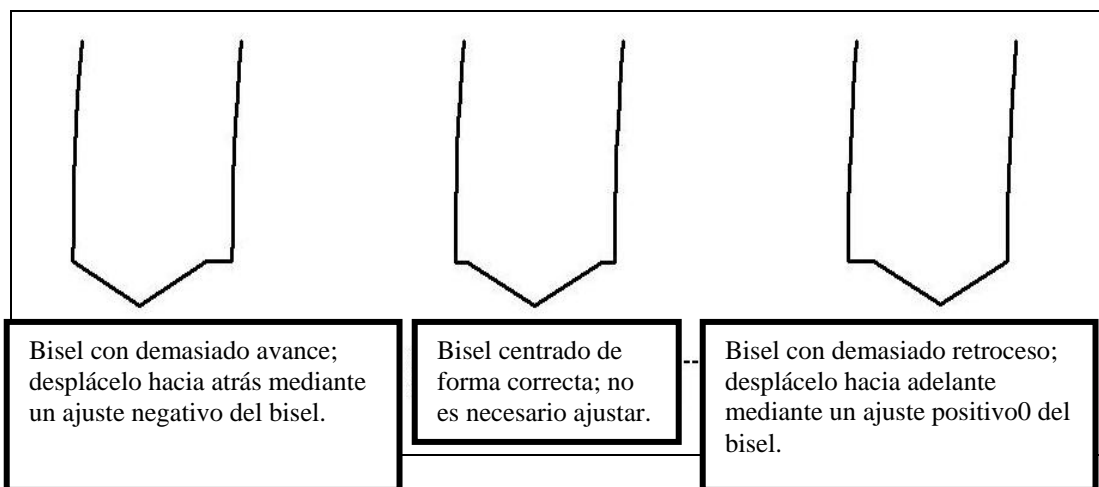 Bisel con demasiado avance;
desplácelo hacia atrás mediante
un ajuste negativo del bisel.
Bisel centrado de
forma correcta; no
es necesario ajustar.
Bisel con demasiado retroceso;
desplácelo hacia adelante
mediante un ajuste positivo0 del
bisel.